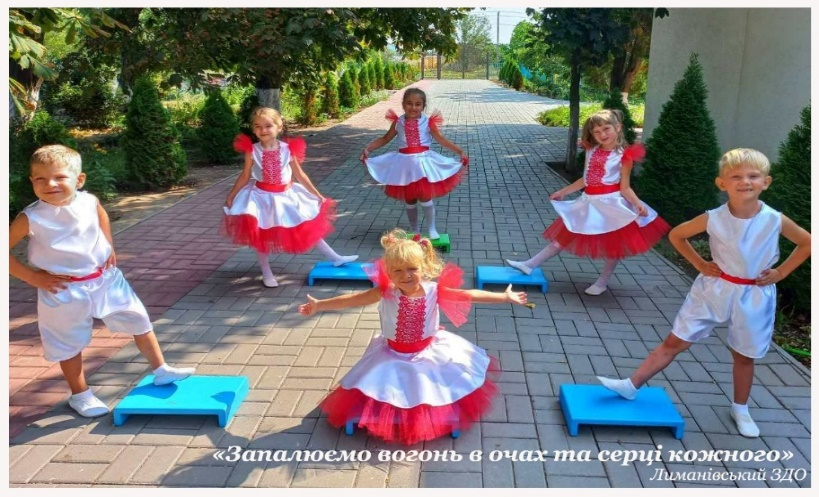 «Запалюємо вогонь в очах та серці кожного»
Лиманівський ЗДО